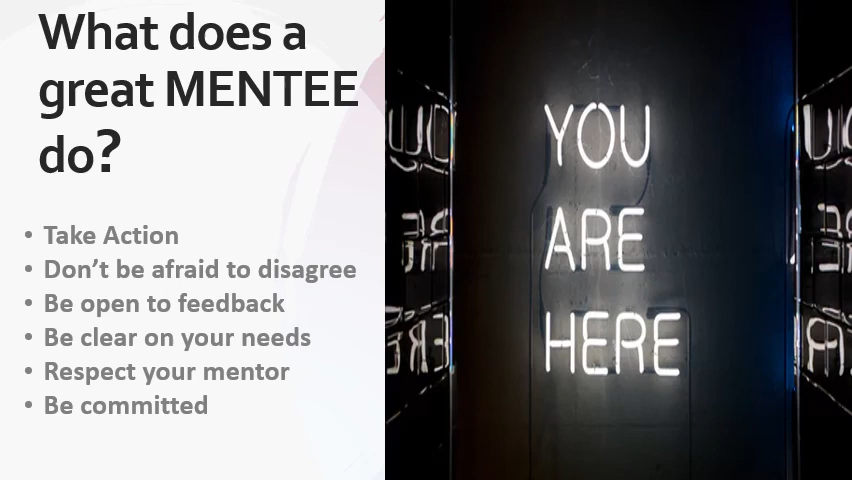 What does a
great MENTEE
do?
• Take Action
• Don't be afraid to disagree
• Be open to feedback
• Be clear on your needs
• Respect your mentor
• Be committed
YOU
ARE
HERE